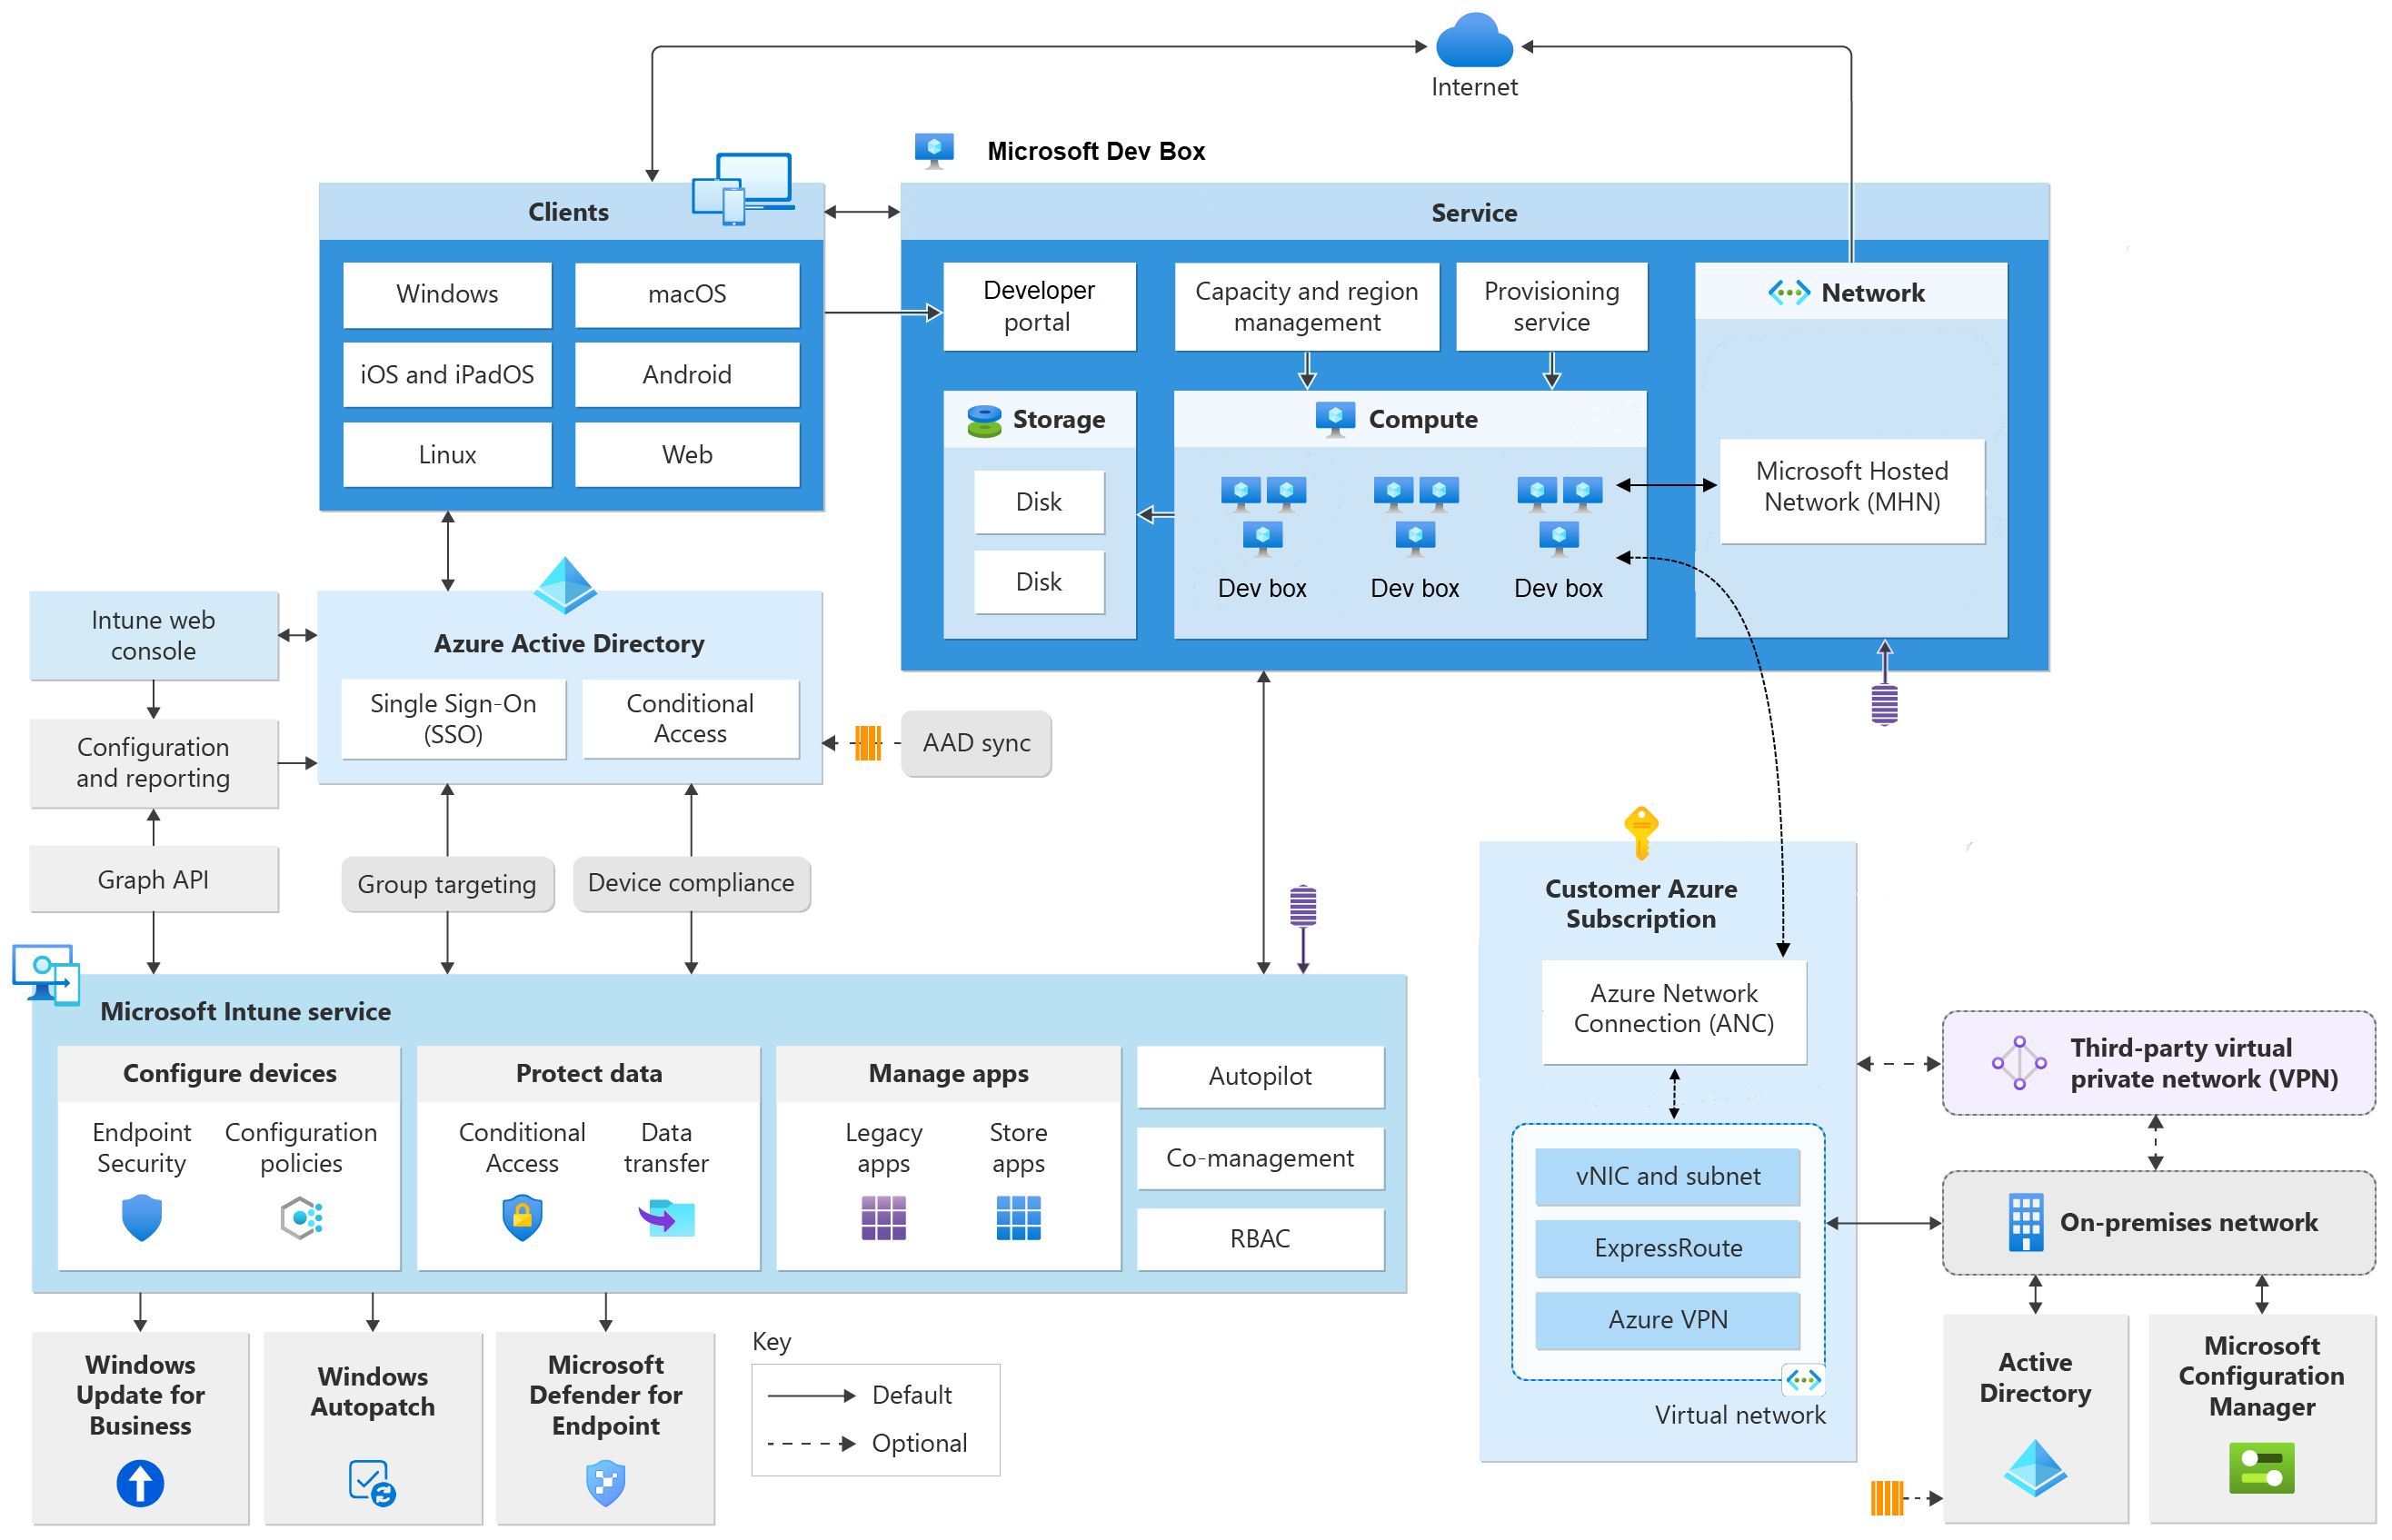 Internet
Microsoft Dev Box
Clients
Windows
macOS
iOS and iPadOS
Android
Linux
Web
Service
Developer
portal
Capacity and region
management
Provisioning
service
Network
Storage
Disk
Disk
Compute
Dev box
Dev box
Dev box
Microsoft Hosted
Network (MHN)
Intune web
console
Configuration
and reporting
Graph API
Azure Active Directory
Single Sign-On
(SSO)
Conditional
Access
AAD sync
Group targeting
Device compliance
Microsoft Intune service
Configure devices
Endpoint
Security
Configuration
policies
Protect data
Conditional
Access
Data
transfer
Manage apps
Legacy
apps
Store
apps
Autopilot
Co-management
RBAC
Windows
Update for
Business
Windows
Autopatch
Microsoft
Defender for
Endpoint
Key
Default
Optional
Customer Azure
Subscription
Azure Network
Connection (ANC)
vNIC and subnet
ExpressRoute
Azure VPN
Virtual network
Third-party virtual
private network (VPN)
On-premises network
Active
Directory
Microsoft
Configuration
Manager